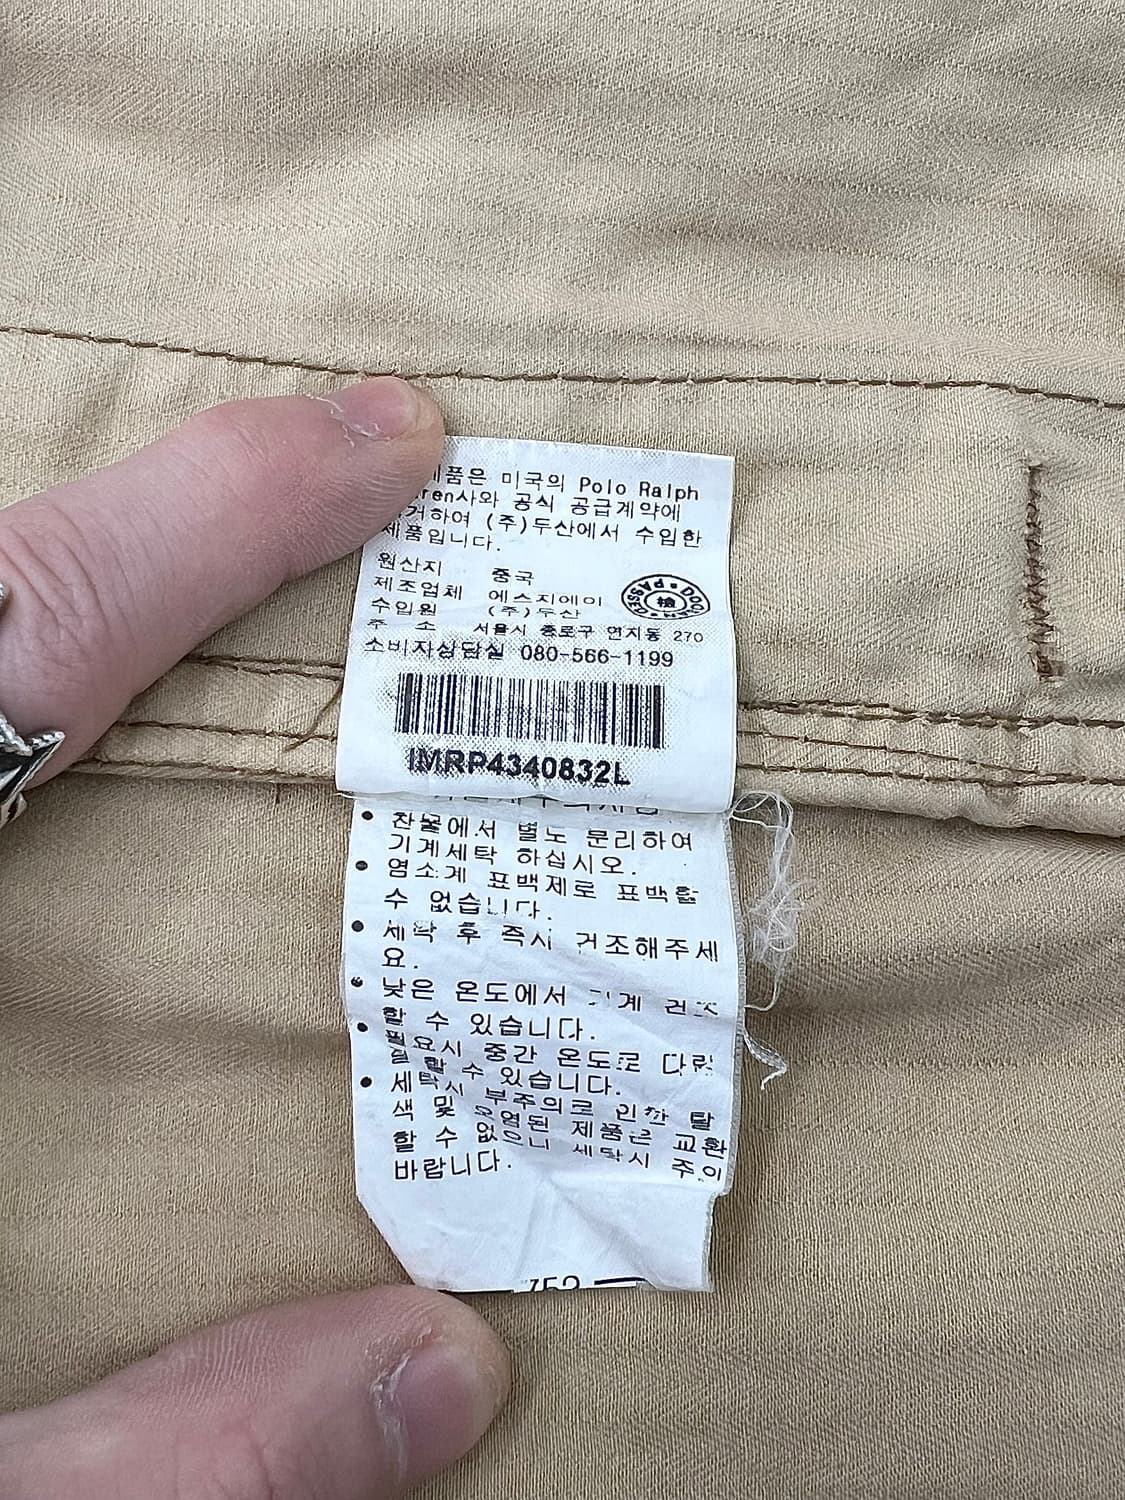 품은 미국의 Polo Ralph
ren사와 공식 공급계약에
거하여 (주)두산에서 수입한
제품입니다.
원산지 중국
제조업체 에스지에이
수입원 (주)두산
주 소 서울시 종로구 연지동 270
소비자상담실 080-566-1199
PASSED DOOSAN 檢
IMRP4340832L
찬물에서 별도 분리하여
기계세탁 하십시오.
염소계 표백제로 표백할
수 없습니다.
세탁 후 즉시 건조해주세
요.
낮은 온도에서 기계 건조
할 수 있습니다.
필요시 중간 온도로 다림
질 할 수 있습니다.
세탁시 부주의로 인한 탈
색 및 오염된 제품은 교환
할 수 없으니 세탁시 주의
바랍니다.